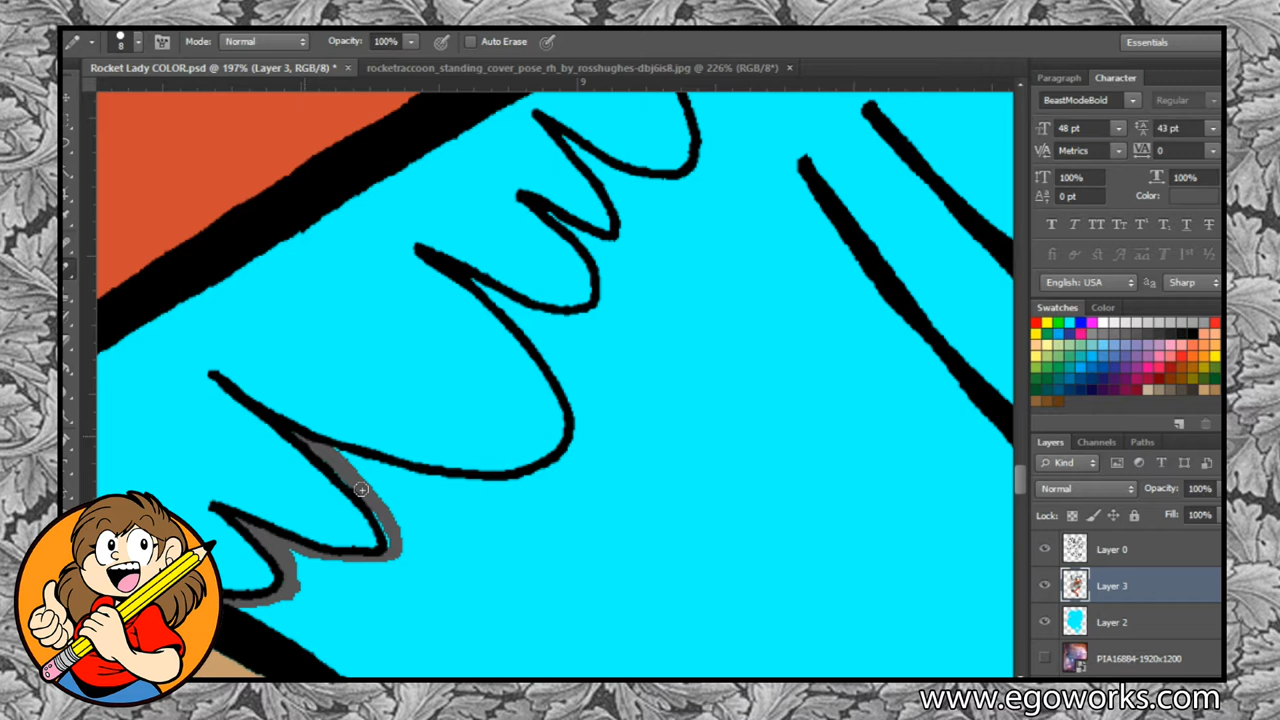 8
Mode: Normal
Opacity: 100%
Auto Erase
Essentials
Rocket Lady COLOR.psd @ 197% (Layer 3, RGB/8) * ×
rocketraccoon_standing_cover_pose_rh_by_rosshughes-dbj6is8.jpg @ 226% (RGB/8*) ×
9
Paragraph
Character
BeastModeBold
Regular
48 pt
43 pt
Metrics
0
100%
100%
0 pt
Color:
English: USA
Sharp
Swatches
Color
Layers
Channels
Paths
Kind
Normal
Opacity: 100%
Lock:
Fill: 100%
Layer 0
Layer 3
Layer 2
PIA16884-1920x1200
www.egoworks.com